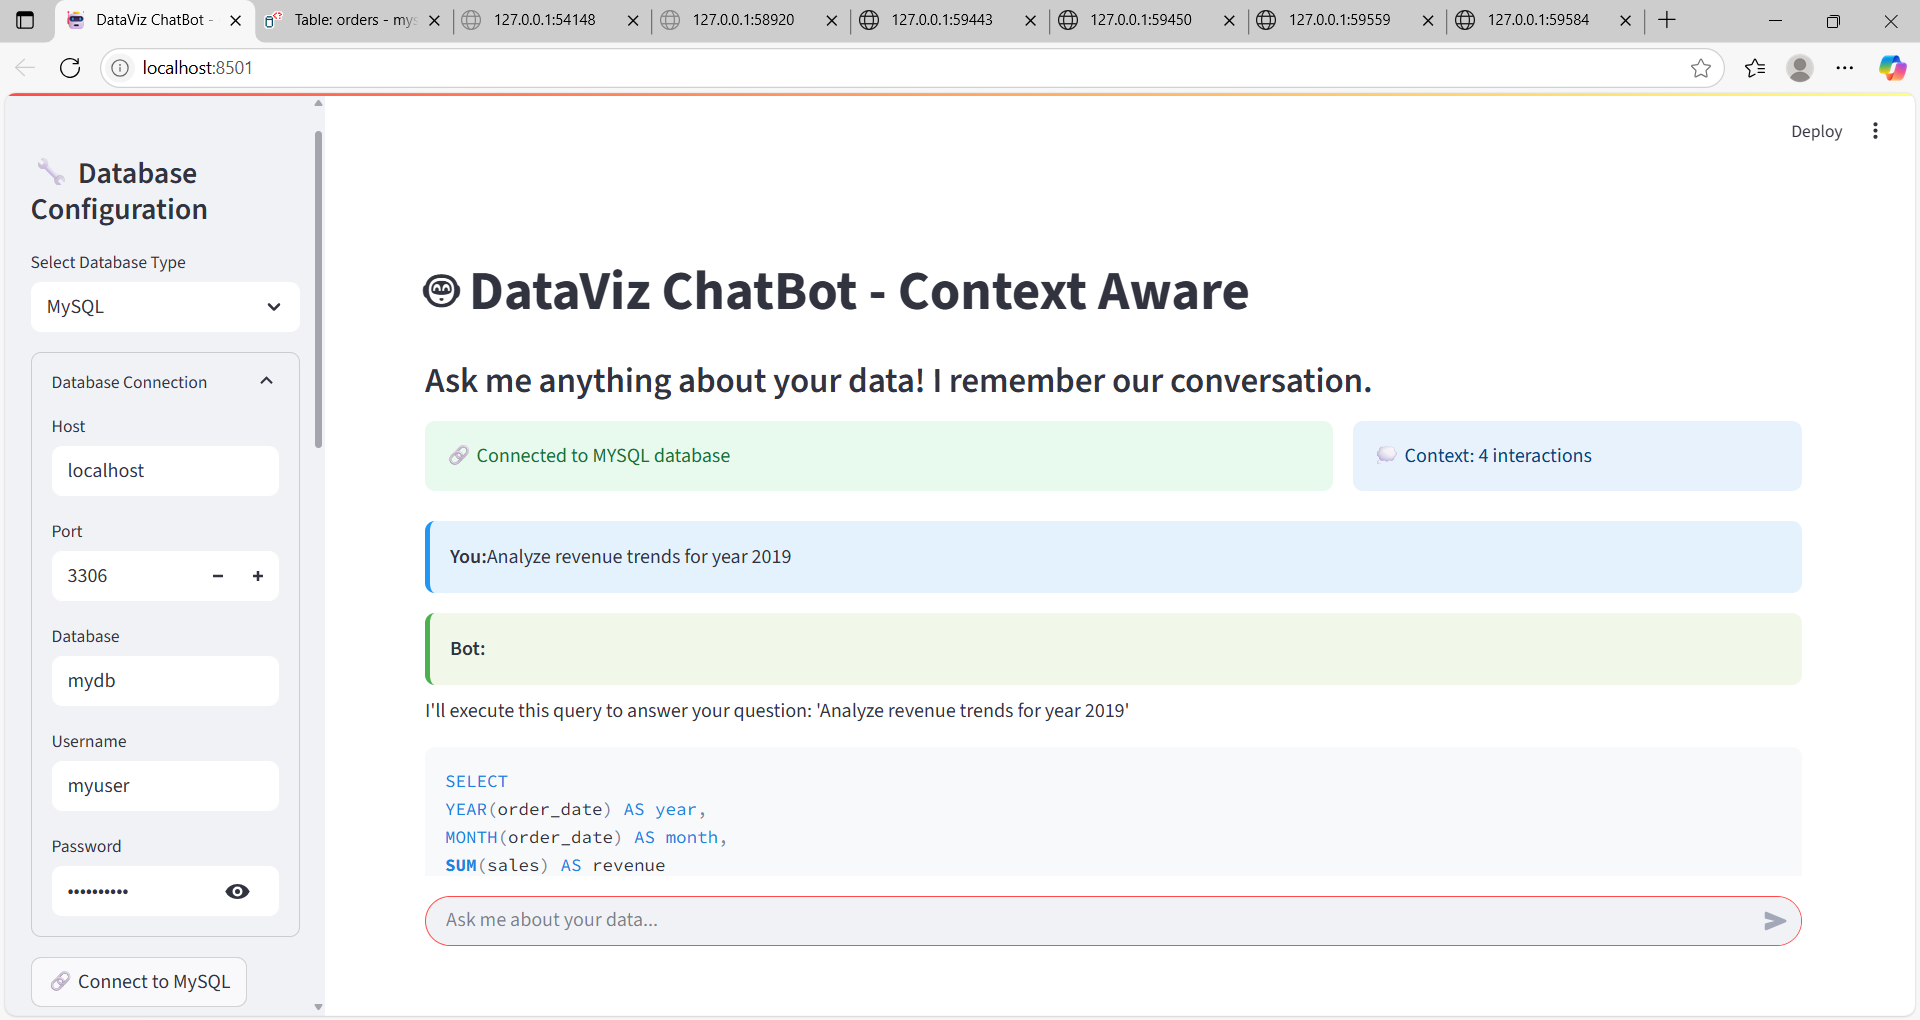 DataViz ChatBot -
Table: orders - mys
127.0.0.1:54148
127.0.0.1:58920
127.0.0.1:59443
127.0.0.1:59450
127.0.0.1:59559
127.0.0.1:59584
localhost:8501
Deploy
Database
Configuration
Select Database Type
MySQL
Database Connection
Host
localhost
Port
3306
Database
mydb
Username
myuser
Password
••••••••••
Connect to MySQL
DataViz ChatBot - Context Aware
Ask me anything about your data! I remember our conversation.
Connected to MYSQL database
Context: 4 interactions
You:Analyze revenue trends for year 2019
Bot:
I'll execute this query to answer your question: 'Analyze revenue trends for year 2019'
SELECT
YEAR(order_date) AS year,
MONTH(order_date) AS month,
SUM(sales) AS revenue
Ask me about your data...